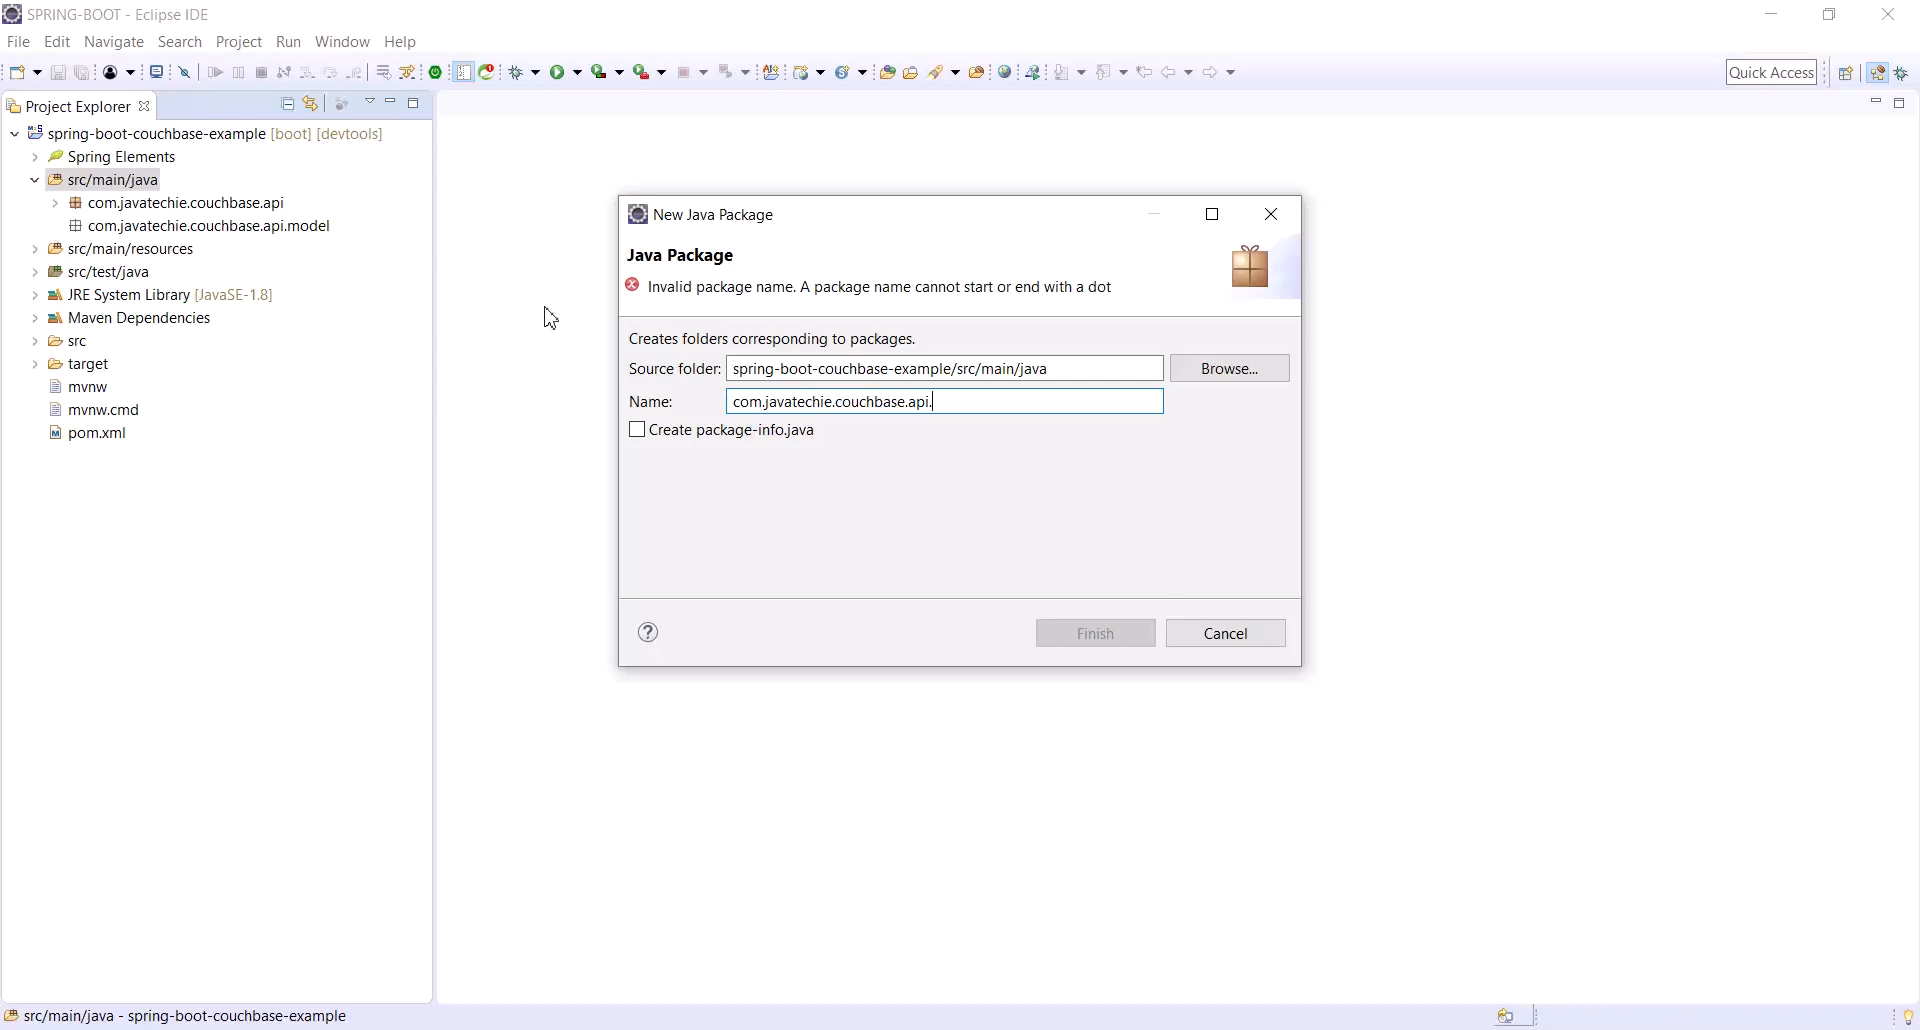 SPRING-BOOT - Eclipse IDE
File Edit Navigate Search Project Run Window Help
Quick Access
Project Explorer
spring-boot-couchbase-example [boot] [devtools]
Spring Elements
src/main/java
com.javatechie.couchbase.api
com.javatechie.couchbase.api.model
src/main/resources
src/test/java
JRE System Library [JavaSE-1.8]
Maven Dependencies
src
target
mvnw
mvnw.cmd
pom.xml
New Java Package
Java Package
Invalid package name. A package name cannot start or end with a dot
Creates folders corresponding to packages.
Source folder: spring-boot-couchbase-example/src/main/java Browse...
Name: com.javatechie.couchbase.api.
Create package-info.java
Finish Cancel
src/main/java - spring-boot-couchbase-example